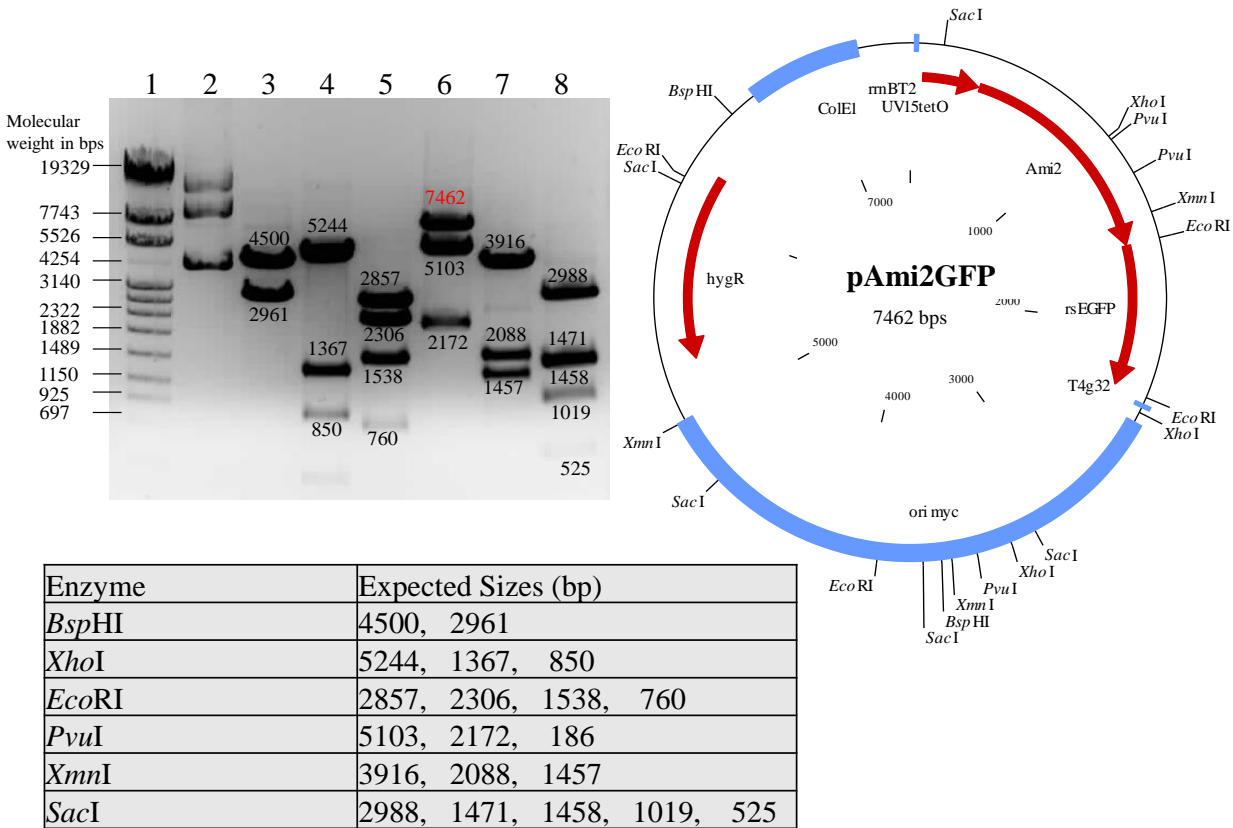 1 2 3 4 5 6 7 8
Molecular
weight in bps
19329
7743
5526
4254
3140
2322
1882
1489
1150
925
697
4500
2961
5244
1367
850
2857
2306
1538
760
7462
5103
2172
3916
2088
1457
2988
1471
1458
1019
525
SacI
XhoI
PvuI
PvuI
XmnI
EcoRI
EcoRI
XhoI
SacI
XhoI
PvuI
XmnI
BspHI
SacI
EcoRI
SacI
XmnI
SacI
EcoRI
BspHI
ColE1
rrnBT2
UV15tetO
Ami2
rsEGFP
T4g32
ori myc
hygR
1000
2000
3000
4000
5000
7000
pAmi2GFP
7462 bps
Enzyme Expected Sizes (bp)
BspHI 4500, 2961
XhoI 5244, 1367, 850
EcoRI 2857, 2306, 1538, 760
PvuI 5103, 2172, 186
XmnI 3916, 2088, 1457
SacI 2988, 1471, 1458, 1019, 525